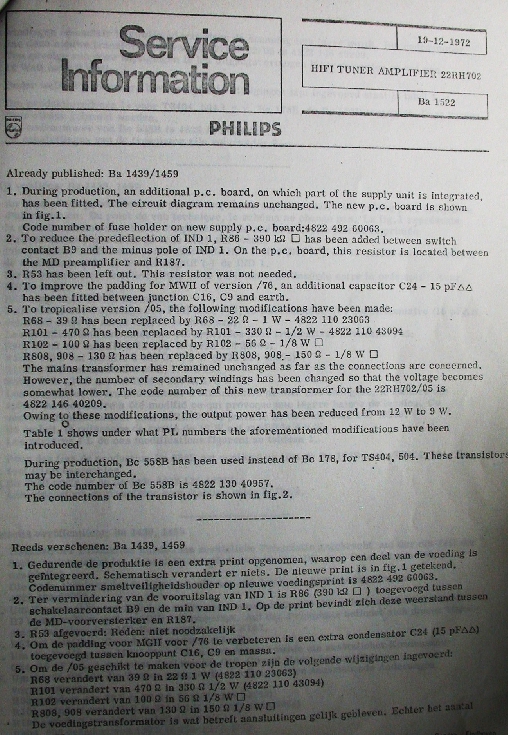 Service
Information
19-12-1972
HIFI TUNER AMPLIFIER 22RH702
Ba 1522
PHILIPS
Already published: Ba 1439/1459
1. During production, an additional p.c. board, on which part of the supply unit is integrated,
has been fitted. The circuit diagram remains unchanged. The new p.c. board is shown
in fig.1.
Code number of fuse holder on new supply p.c. board:4822 492 60063.
2. To reduce the predeflection of IND 1, R86 - 390 kΩ □ has been added between switch
contact B9 and the minus pole of IND 1. On the p.c. board, this resistor is located between
the MD preamplifier and R187.
3. R53 has been left out. This resistor was not needed.
4. To improve the padding for MWII of version /76, an additional capacitor C24 - 15 pF△△
has been fitted between junction C16, C9 and earth.
5. To tropicalise version /05, the following modifications have been made:
R68 - 39 Ω has been replaced by R68 - 22 Ω - 1 W - 4822 110 23063
R101 - 470 Ω has been replaced by R101 - 330 Ω - 1/2 W - 4822 110 43094
R102 - 100 Ω has been replaced by R102 - 56 Ω - 1/8 W □
R808, 908 - 130 Ω has been replaced by R808, 908 - 150 Ω - 1/8 W □
The mains transformer has remained unchanged as far as the connections are concerned.
However, the number of secondary windings has been changed so that the voltage becomes
somewhat lower. The code number of this new transformer for the 22RH702/05 is
4822 146 40209.
Owing to these modifications, the output power has been reduced from 12 W to 9 W.
Table 1 shows under what PL numbers the aforementioned modifications have been
introduced.
During production, Bc 558B has been used instead of Bc 178, for TS404, 504. These transistors
may be interchanged.
The code number of Bc 558B is 4822 130 40957.
The connections of the transistor is shown in fig.2.
--------------------
Reeds verschenen: Ba 1439, 1459
1. Gedurende de produktie is een extra print opgenomen, waarop een deel van de voeding is
geïntegreerd. Schematisch verandert er niets. De nieuwe print is in fig.1 getekend.
Codenummer smeltveiligheidshouder op nieuwe voedingsprint is 4822 492 60063.
2. Ter vermindering van de vooruitslag van IND 1 is R86 (390 kΩ □ ) toegevoegd tussen
schakelaarcontact B9 en de min van IND 1. Op de print bevindt zich deze weerstand tussen
de MD-voorversterker en R187.
3. R53 afgevoerd: Reden: niet noodzakelijk
4. Om de padding voor MGII voor /76 te verbeteren is een extra condensator C24 (15 pF△△)
toegevoegd tussen knooppunt C16, C9 en massa.
5. Om de /05 geschikt te maken voor de tropen zijn de volgende wijzigingen ingevoerd:
R68 verandert van 39 Ω in 22 Ω 1 W (4822 110 23063)
R101 verandert van 470 Ω in 330 Ω 1/2 W (4822 110 43094)
R102 verandert van 100 Ω in 56 Ω 1/8 W □
R808, 908 verandert van 130 Ω in 150 Ω 1/8 W □
De voedingstransformator is wat betreft aansluitingen gelijk gebleven. Echter het aantal